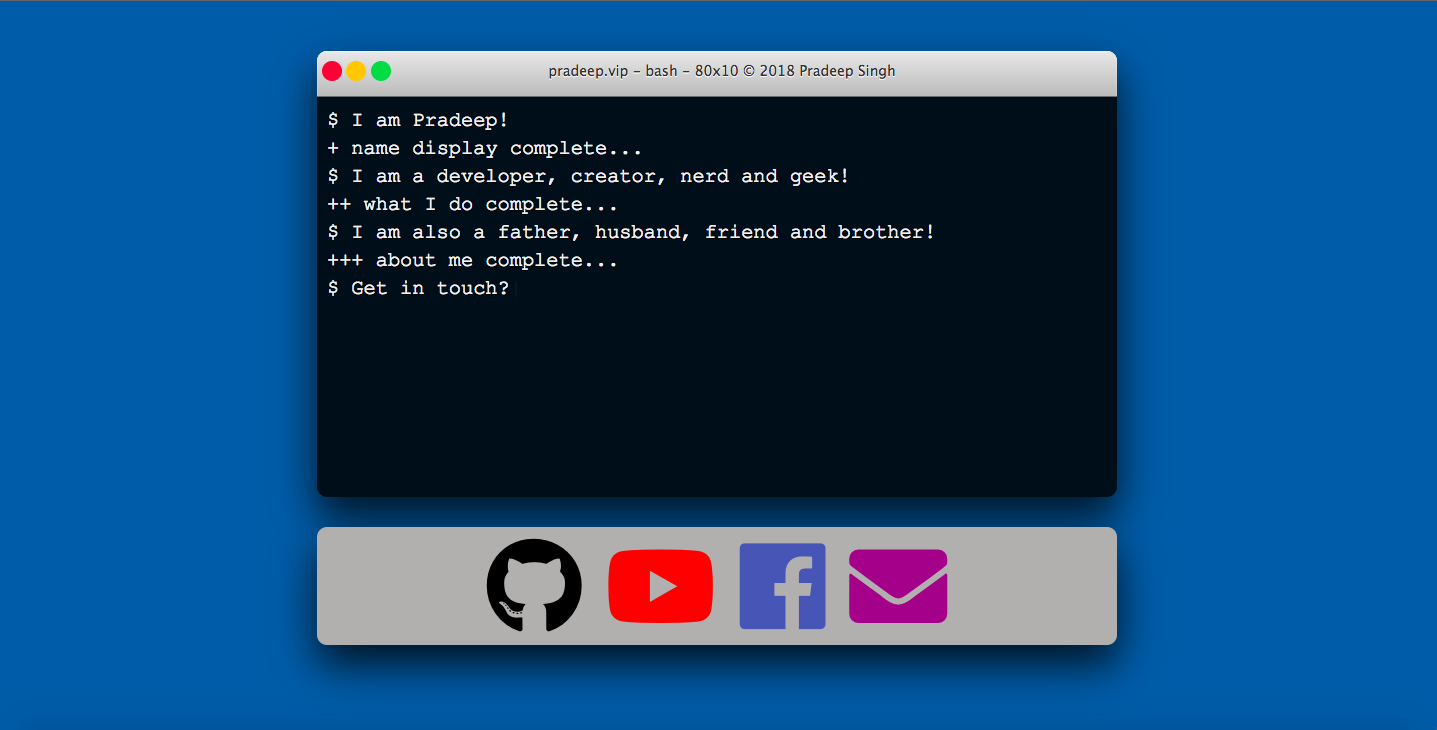 pradeep.vip – bash – 80x10 © 2018 Pradeep Singh
$ I am Pradeep!
+ name display complete...
$ I am a developer, creator, nerd and geek!
++ what I do complete...
$ I am also a father, husband, friend and brother!
+++ about me complete...
$ Get in touch?